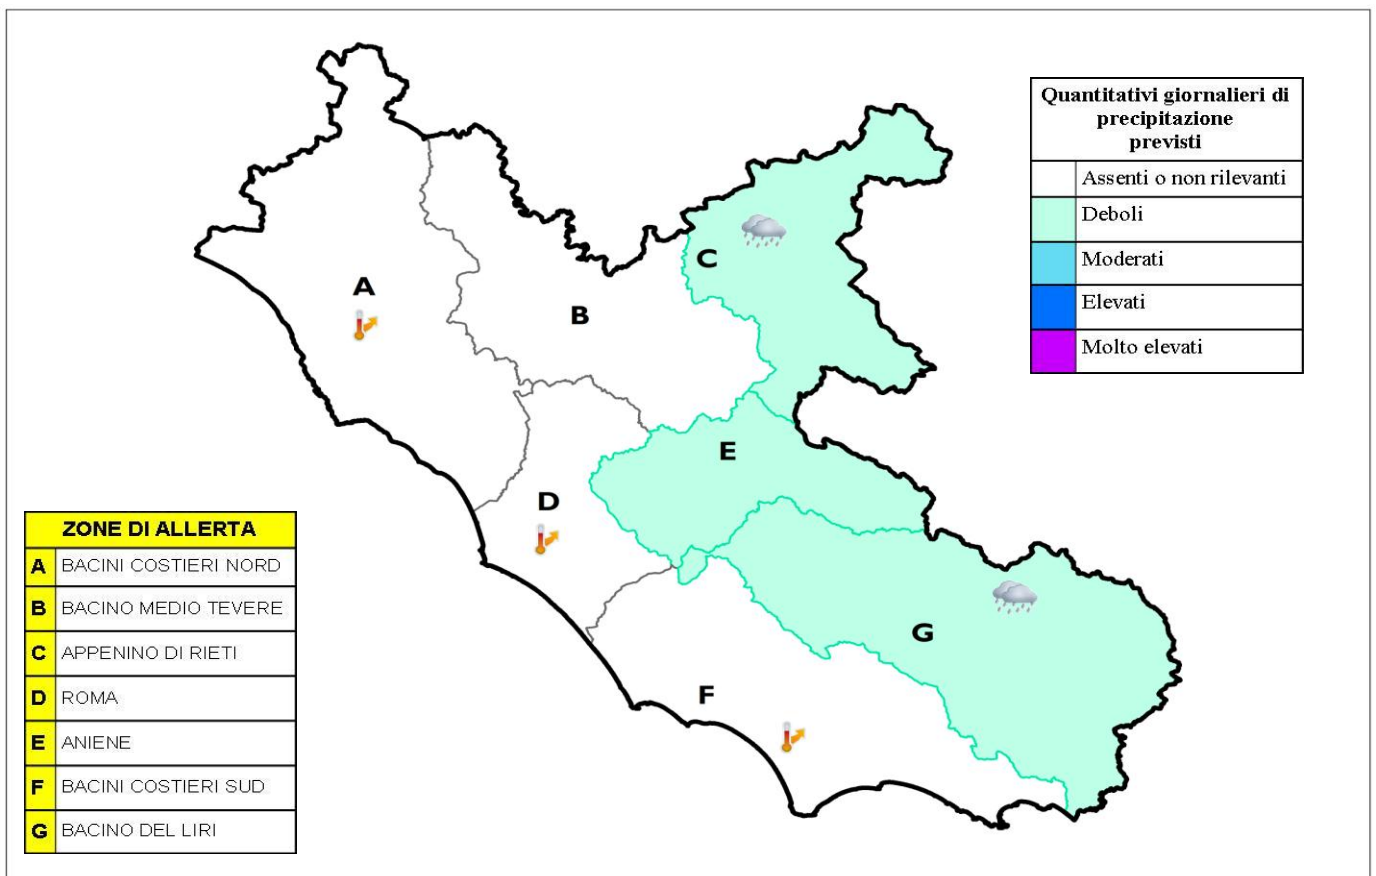 Quantitativi giornalieri di
precipitazione
previsti
Assenti o non rilevanti
Deboli
Moderati
Elevati
Molto elevati
A
B
C
D
E
F
G
ZONE DI ALLERTA
A BACINI COSTIERI NORD
B BACINO MEDIO TEVERE
C APPENINO DI RIETI
D ROMA
E ANIENE
F BACINI COSTIERI SUD
G BACINO DEL LIRI